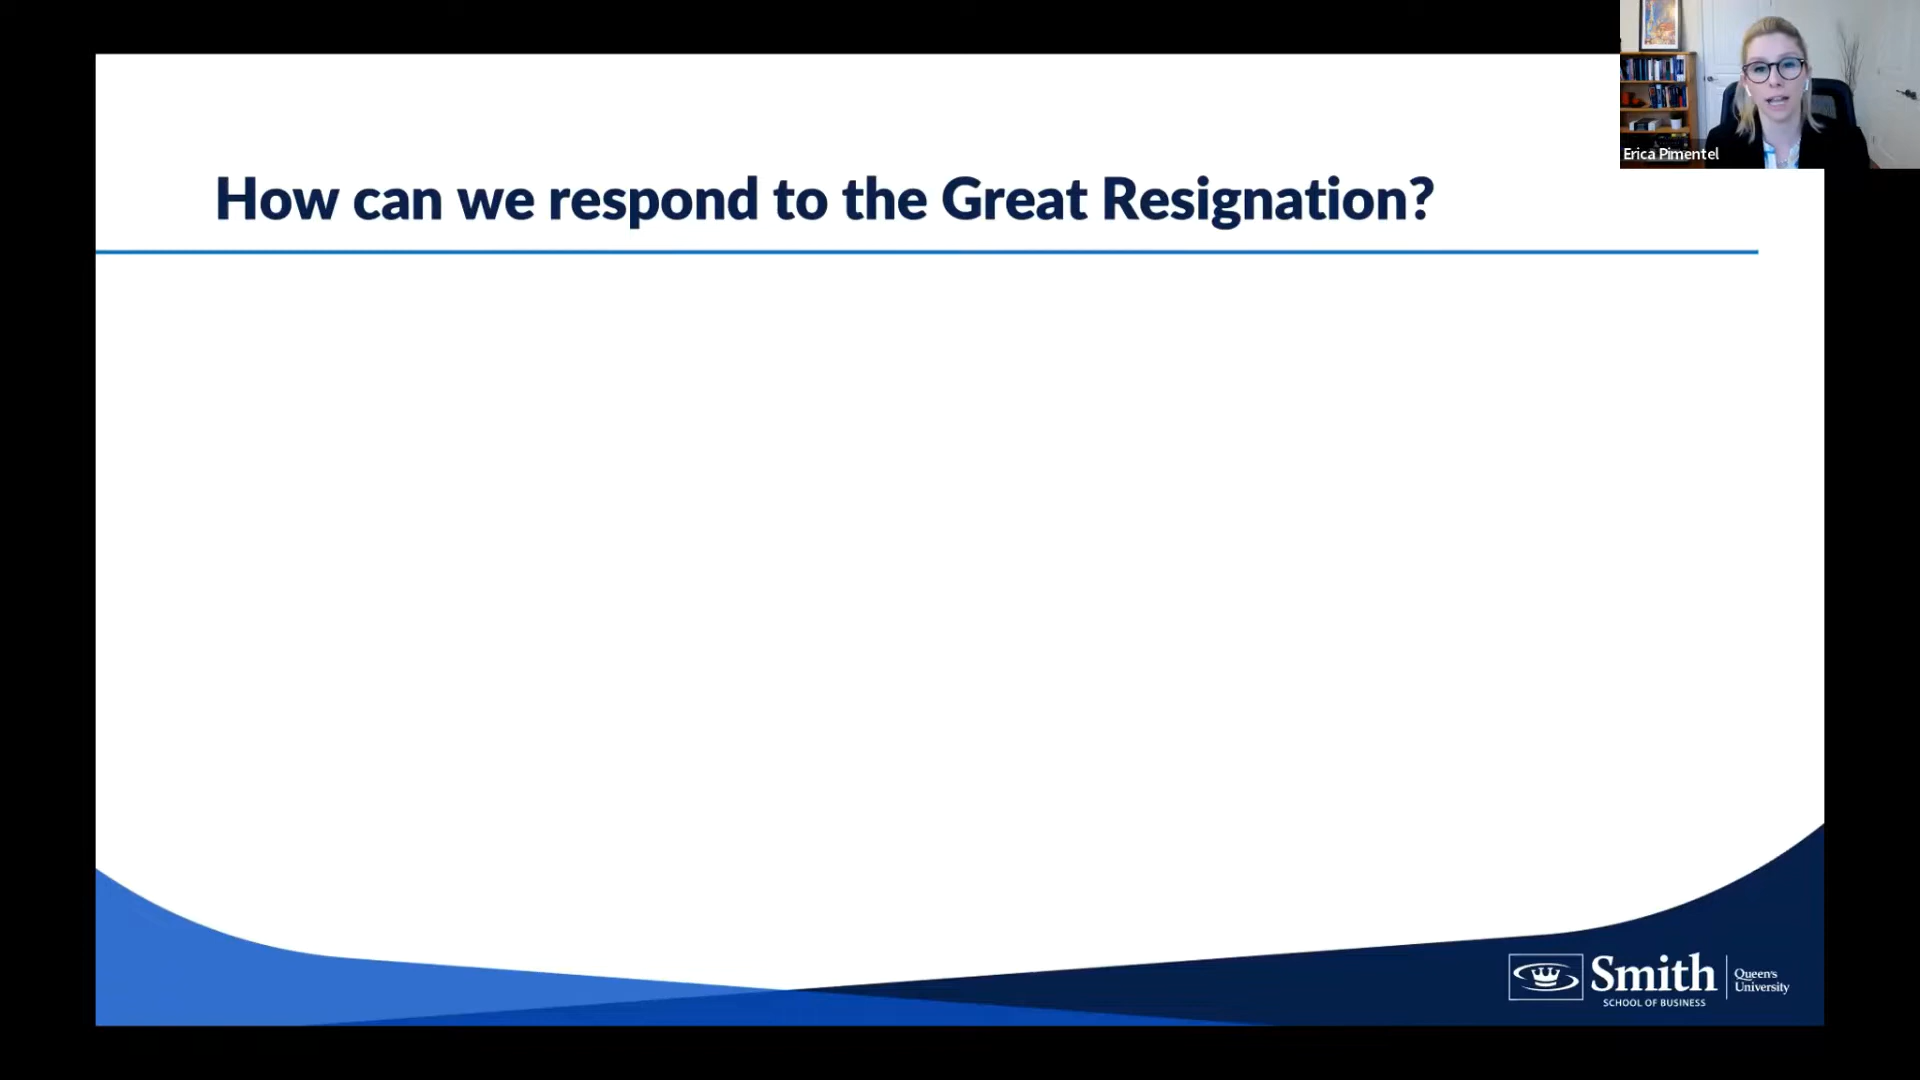 Erica Pimentel
How can we respond to the Great Resignation?
Smith
SCHOOL OF BUSINESS
Queen's
University